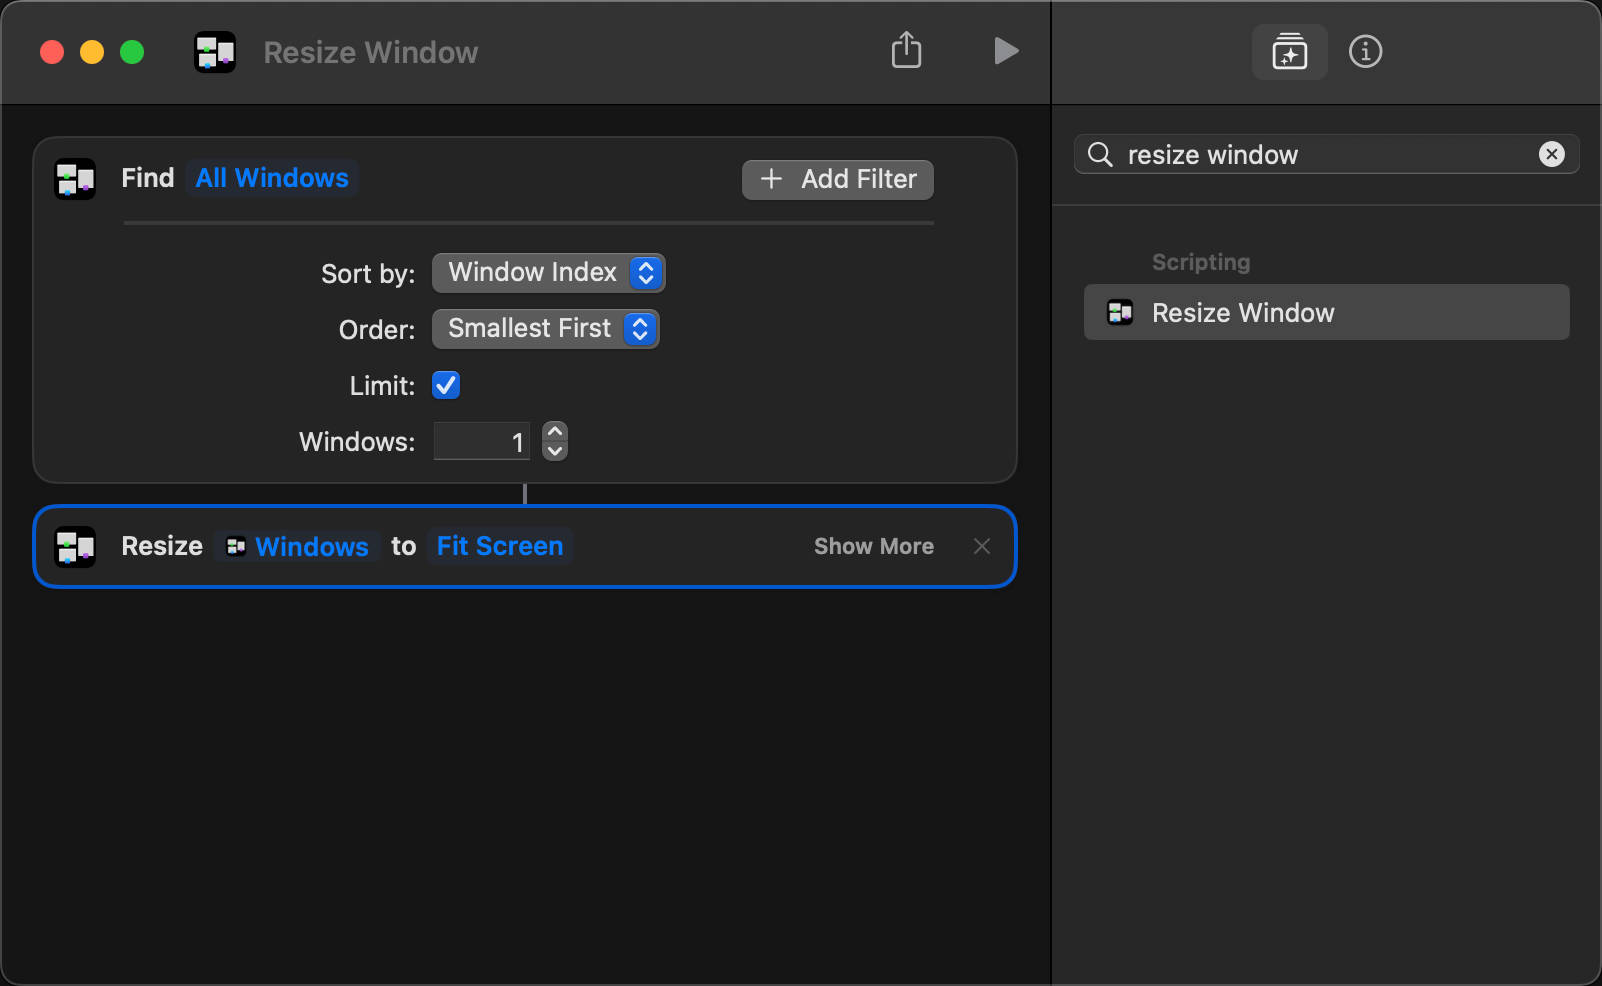 Resize Window
Find All Windows
Add Filter
Sort by: Window Index
Order: Smallest First
Limit:
Windows: 1
Resize Windows to Fit Screen Show More
resize window
Scripting
Resize Window